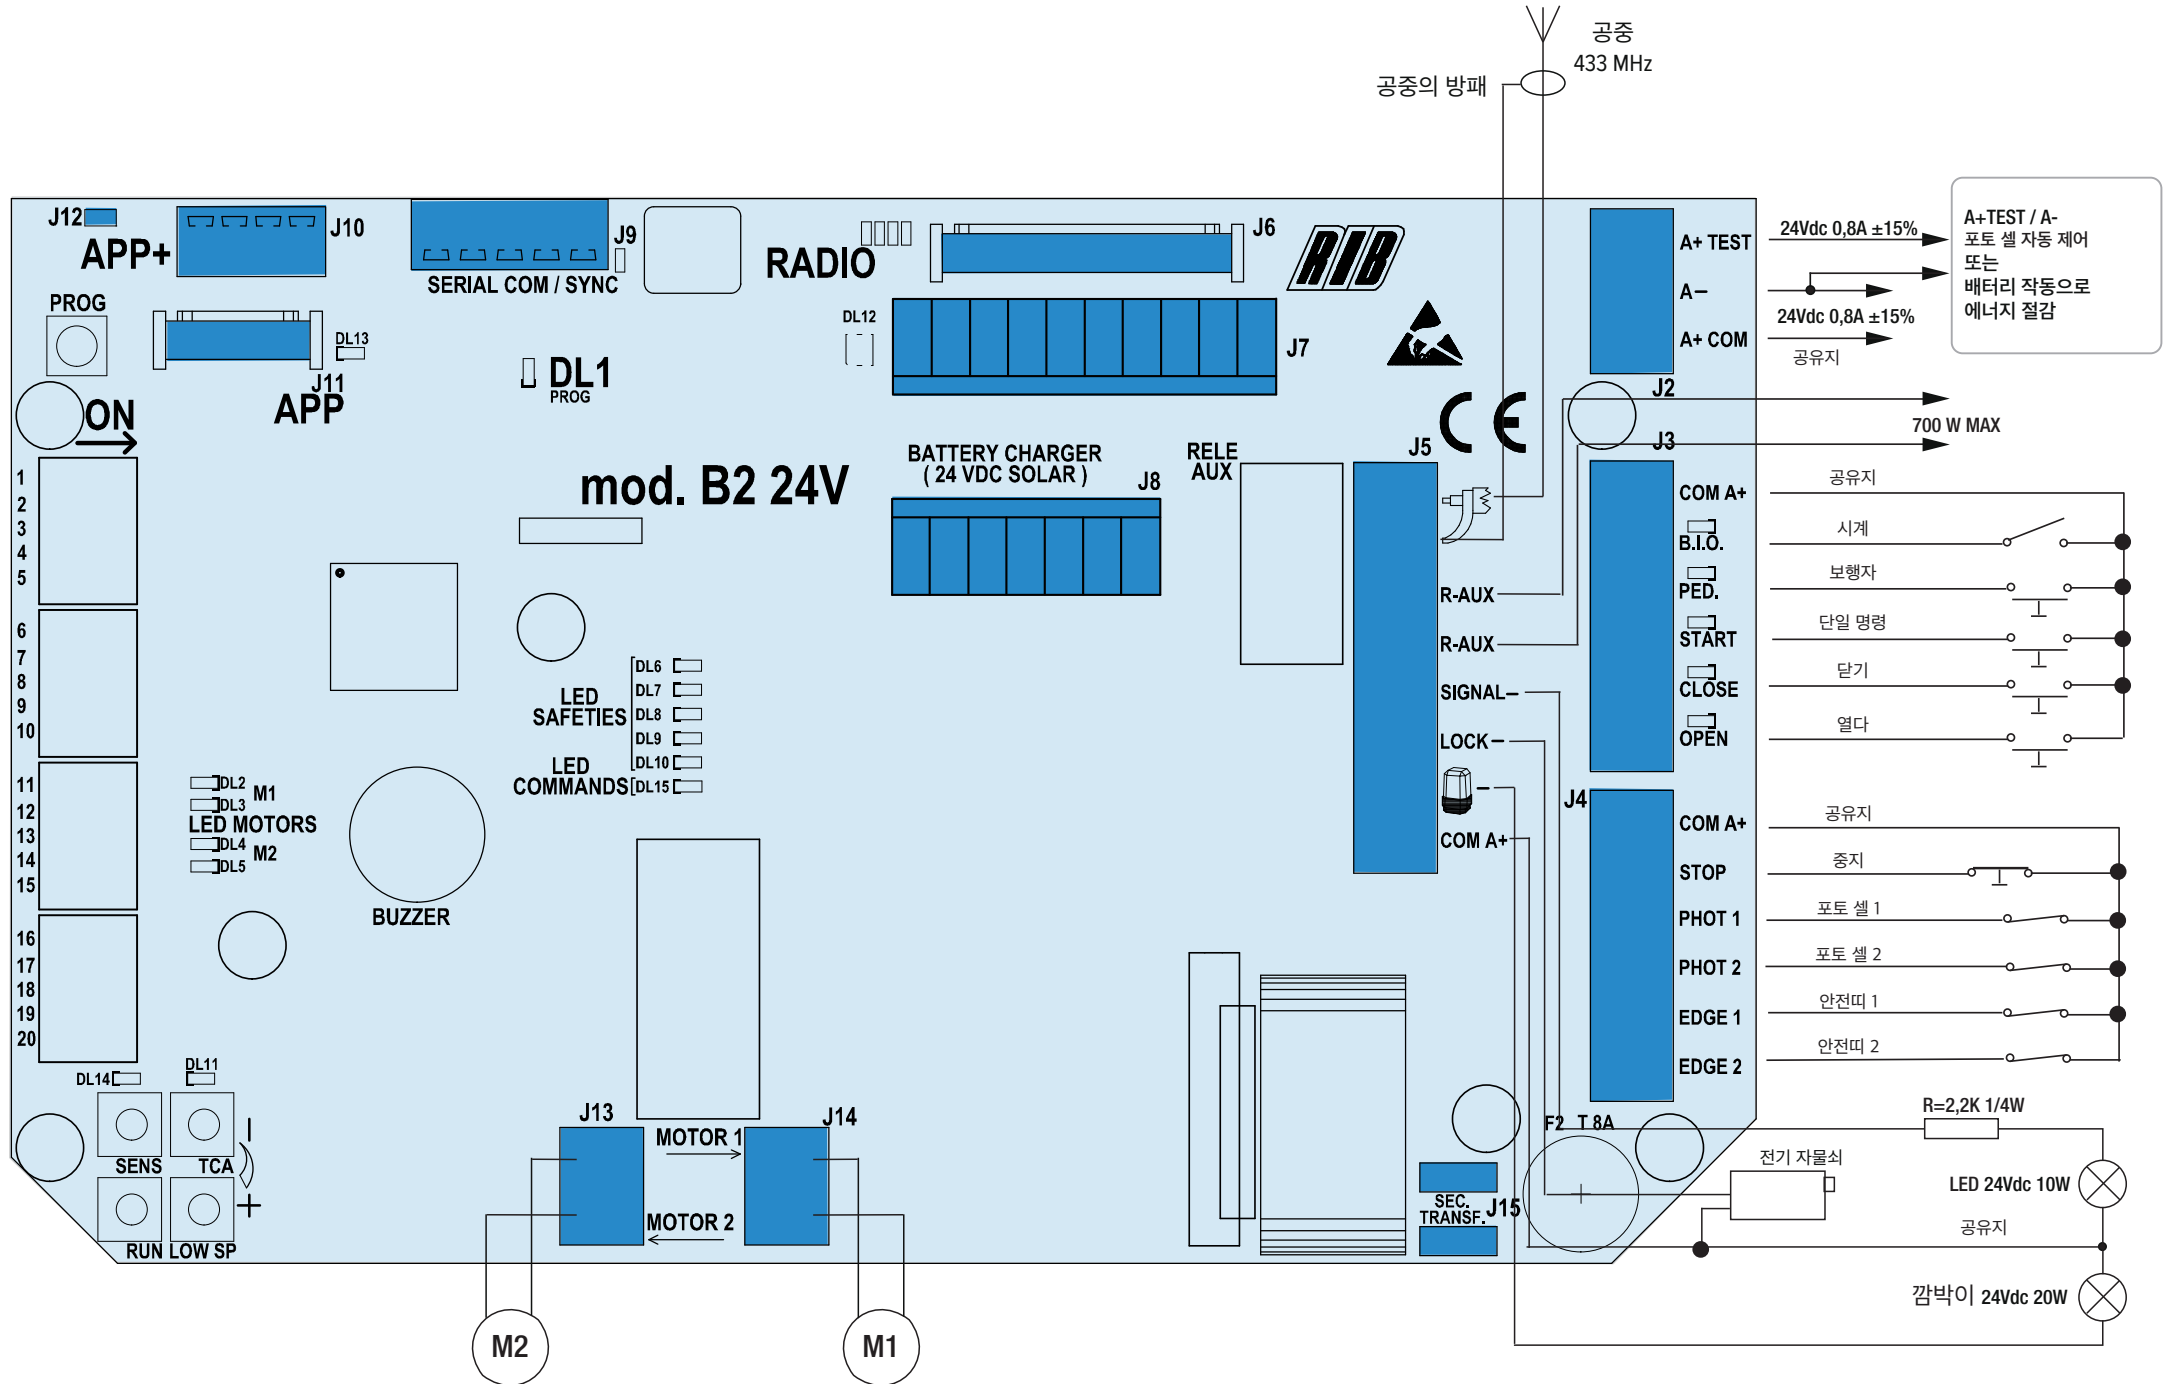 공중
433 MHz
공중의 방패
J12
APP+
J10
SERIAL COM / SYNC
J9
RADIO
J6
RIB
A+ TEST
A−
A+ COM
24Vdc 0,8A ±15%
24Vdc 0,8A ±15%
공유지
A+TEST / A-
포토 셀 자동 제어
또는
배터리 작동으로
에너지 절감
PROG
DL13
J11
APP
DL1
PROG
DL12
J7
J2
CE
ON
700 W MAX
J3
J5
BATTERY CHARGER
( 24 VDC SOLAR )
J8
RELE
AUX
mod. B2 24V
1
2
3
4
5
6
7
8
9
10
11
12
13
14
15
16
17
18
19
20
COM A+
B.I.O.
PED.
START
CLOSE
OPEN
공유지
시계
보행자
단일 명령
닫기
열다
R-AUX
R-AUX
SIGNAL−
LOCK−
−
COM A+
LED
SAFETIES
DL6
DL7
DL8
DL9
DL10
LED
COMMANDS
DL15
DL2
M1
DL3
LED MOTORS
DL4
M2
DL5
BUZZER
J4
COM A+
STOP
PHOT 1
PHOT 2
EDGE 1
EDGE 2
공유지
중지
포토 셀 1
포토 셀 2
안전띠 1
안전띠 2
DL14
DL11
SENS
TCA
−
+
RUN
LOW SP
J13
MOTOR 1
J14
MOTOR 2
M2
M1
F2 T 8A
SEC.
TRANSF.
J15
R=2,2K 1/4W
전기 자물쇠
LED 24Vdc 10W
공유지
깜박이 24Vdc 20W